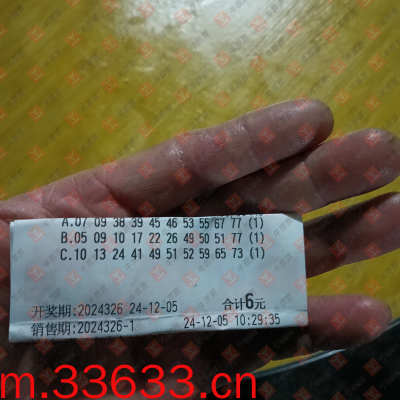 A.07 09 38 39 45 46 53 55 67 77 (1)
B.05 09 10 17 22 26 49 50 51 77 (1)
C.10 13 24 41 49 51 52 59 65 73 (1)
开奖期:2024326 24-12-05 合计6元
销售期:2024326-1 24-12-05 10:29:35
m.33633.cn